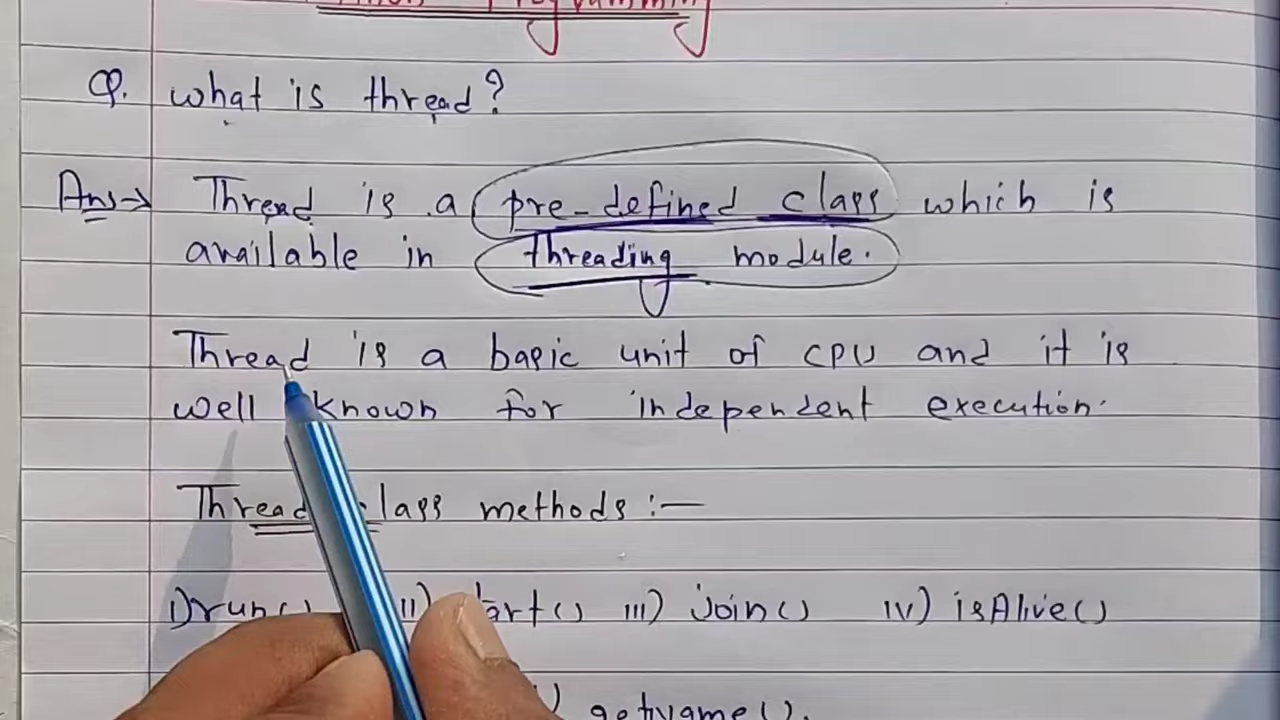 Programming
Q. what is thread?
Ans→ Thread is a pre-defined class which is
available in threading module.
Thread is a basic unit of CPU and it is
well known for independent execution.
Thread class methods :—
i) run() ii) start() iii) Join() iv) isAlive()
getName().